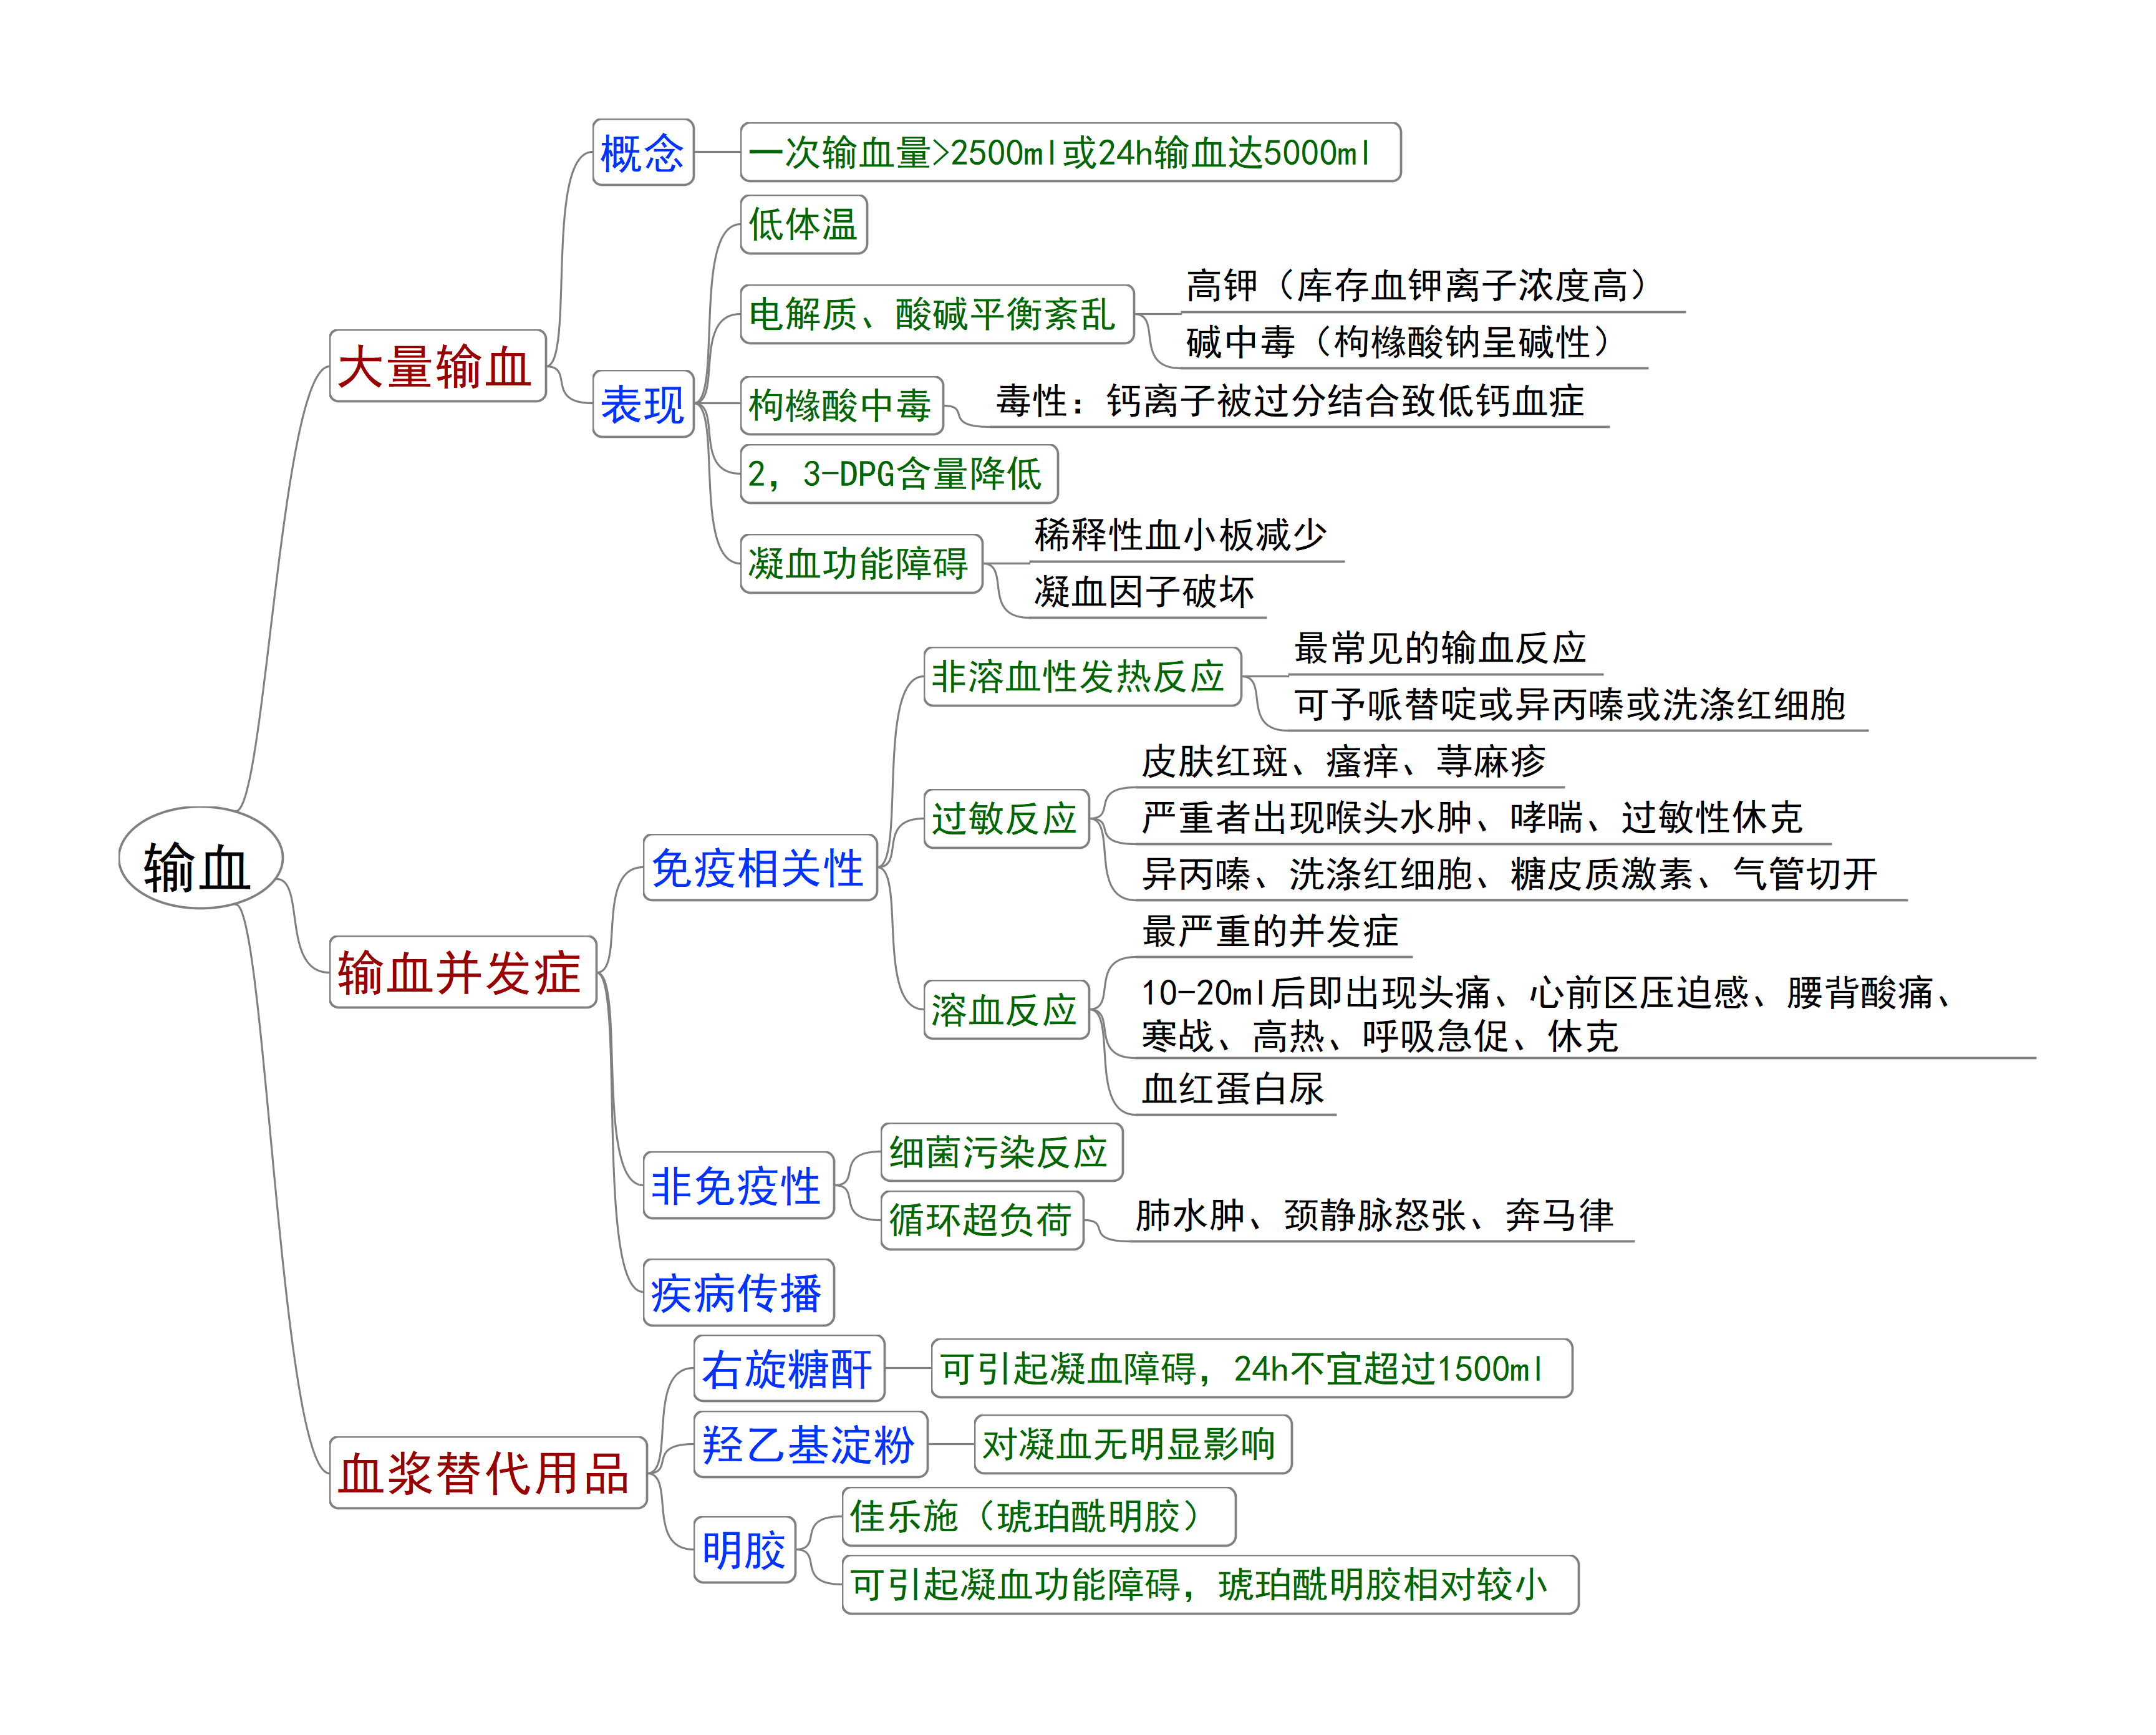 输血
大量输血
概念
一次输血量>2500ml或24h输血达5000ml
表现
低体温
电解质、酸碱平衡紊乱
高钾（库存血钾离子浓度高）
碱中毒（枸橼酸钠呈碱性）
枸橼酸中毒
毒性：钙离子被过分结合致低钙血症
2，3-DPG含量降低
凝血功能障碍
稀释性血小板减少
凝血因子破坏
输血并发症
免疫相关性
非溶血性发热反应
最常见的输血反应
可予哌替啶或异丙嗪或洗涤红细胞
过敏反应
皮肤红斑、瘙痒、荨麻疹
严重者出现喉头水肿、哮喘、过敏性休克
异丙嗪、洗涤红细胞、糖皮质激素、气管切开
溶血反应
最严重的并发症
10-20ml后即出现头痛、心前区压迫感、腰背酸痛、
寒战、高热、呼吸急促、休克
血红蛋白尿
非免疫性
细菌污染反应
循环超负荷
肺水肿、颈静脉怒张、奔马律
疾病传播
血浆替代用品
右旋糖酐
可引起凝血障碍，24h不宜超过1500ml
羟乙基淀粉
对凝血无明显影响
明胶
佳乐施（琥珀酰明胶）
可引起凝血功能障碍，琥珀酰明胶相对较小